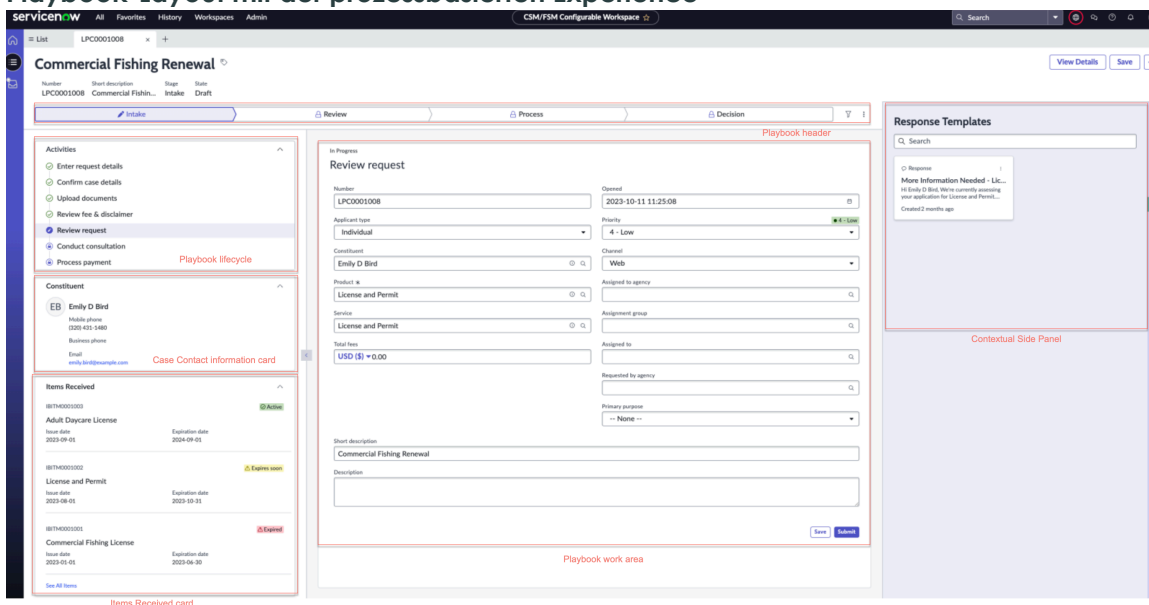 Playbook-Layout mit der prozessbasierten Experience
servicenow All Favorites History Workspaces Admin CSM/FSM Configurable Workspace ☆ Search
List LPC0001008 × +
Commercial Fishing Renewal View Details Save
Number Short description Stage State
LPC0001008 Commercial Fishin... Intake Draft
Intake Review Process Decision
Playbook header
Activities
Enter request details
Confirm case details
Upload documents
Review fee & disclaimer
Review request
Conduct consultation
Process payment
Playbook lifecycle
Constituent
EB Emily D Bird
Mobile phone
(320) 431-1480
Business phone
Email
emily.bird@example.com
Case Contact information card
Items Received
IBITM0001003 Active
Adult Daycare License
Issue date Expiration date
2023-09-01 2024-09-01
IBITM0001002 Expires soon
License and Permit
Issue date Expiration date
2023-08-01 2023-10-31
IBITM0001001 Expired
Commercial Fishing License
Issue date Expiration date
2023-01-01 2023-06-30
See All Items
Items Received card
In Progress
Review request
Number Opened
LPC0001008 2023-10-11 11:25:08
Applicant type Priority 4 - Low
Individual 4 - Low
Constituent Channel
Emily D Bird Web
Product Assigned to agency
License and Permit
Service Assignment group
License and Permit
Total fees Assigned to
USD ($) 0.00
Requested by agency
Primary purpose
-- None --
Short description
Commercial Fishing Renewal
Description
Save Submit
Playbook work area
Response Templates
Search
Response
More Information Needed - Lic...
Hi Emily D Bird, We're currently assessing
your application for License and Permit,...
Created 2 months ago
Contextual Side Panel